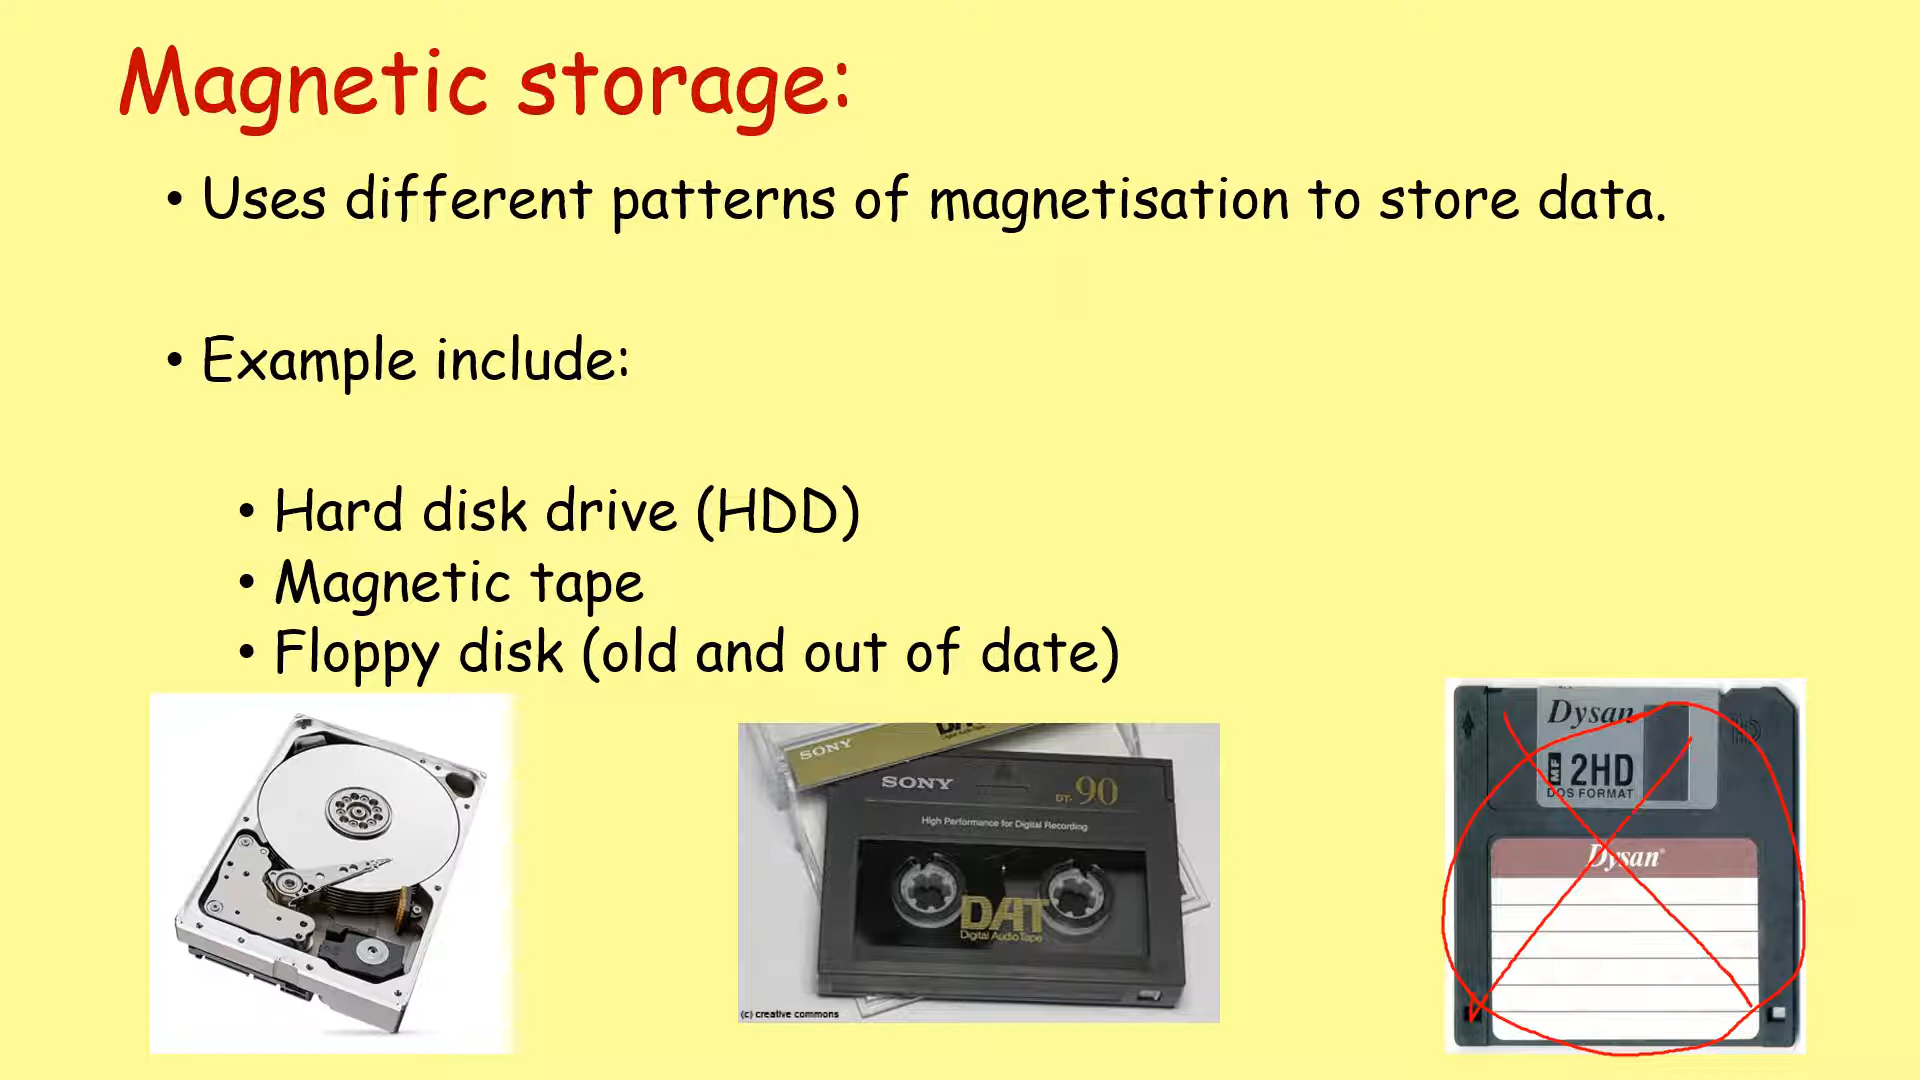 Magnetic storage:
• Uses different patterns of magnetisation to store data.
• Example include:
• Hard disk drive (HDD)
• Magnetic tape
• Floppy disk (old and out of date)
SONY
SONY
DT-90
High Performance for Digital Recording
DAT
Digital Audio Tape
(c) creative commons
Dysan
MF 2HD
DOS FORMAT
Dysan®